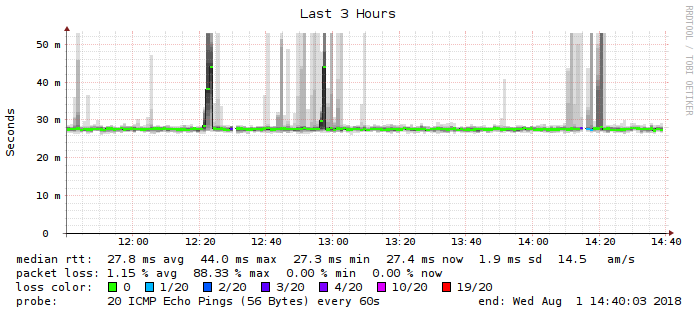 Last 3 Hours
RRDTOOL / TOBI OETIKER
Seconds
50 m
40 m
30 m
20 m
10 m
0
12:00 12:20 12:40 13:00 13:20 13:40 14:00 14:20 14:40
median rtt: 27.8 ms avg 44.0 ms max 27.3 ms min 27.4 ms now 1.9 ms sd 14.5 am/s
packet loss: 1.15 % avg 88.33 % max 0.00 % min 0.00 % now
loss color: 0 1/20 2/20 3/20 4/20 10/20 19/20
probe: 20 ICMP Echo Pings (56 Bytes) every 60s end: Wed Aug 1 14:40:03 2018